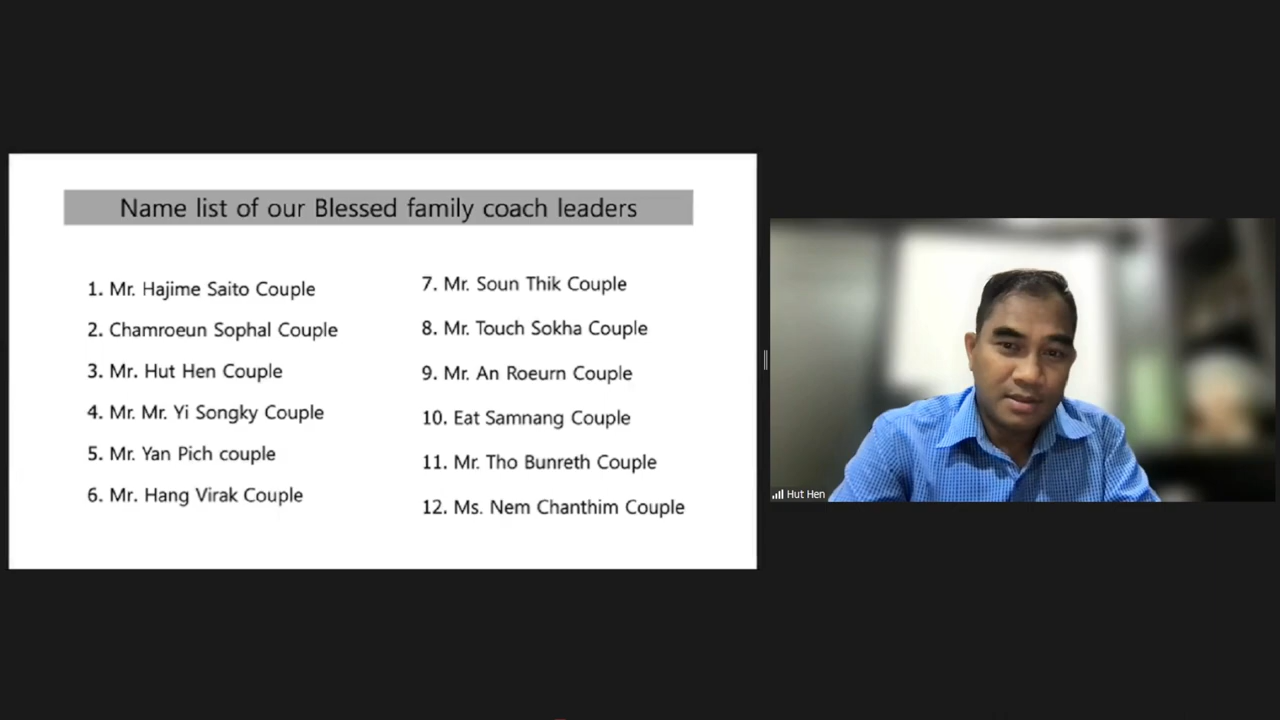 Name list of our Blessed family coach leaders
1. Mr. Hajime Saito Couple
2. Chamroeun Sophal Couple
3. Mr. Hut Hen Couple
4. Mr. Mr. Yi Songky Couple
5. Mr. Yan Pich couple
6. Mr. Hang Virak Couple
7. Mr. Soun Thik Couple
8. Mr. Touch Sokha Couple
9. Mr. An Roeurn Couple
10. Eat Samnang Couple
11. Mr. Tho Bunreth Couple
12. Ms. Nem Chanthim Couple
Hut Hen